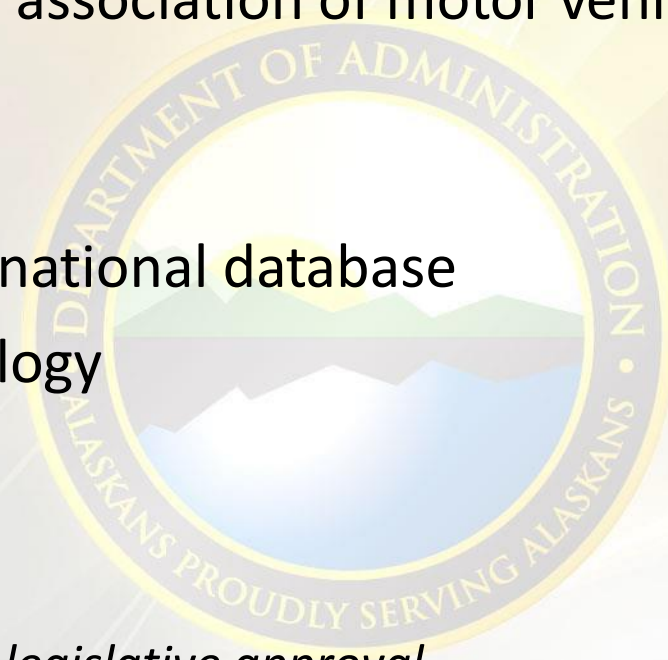 association of motor
DEPARTMENT OF ADMINISTRATION •
national database
logy
ALASKANS PROUDLY SERVING ALASKANS
legislative approval